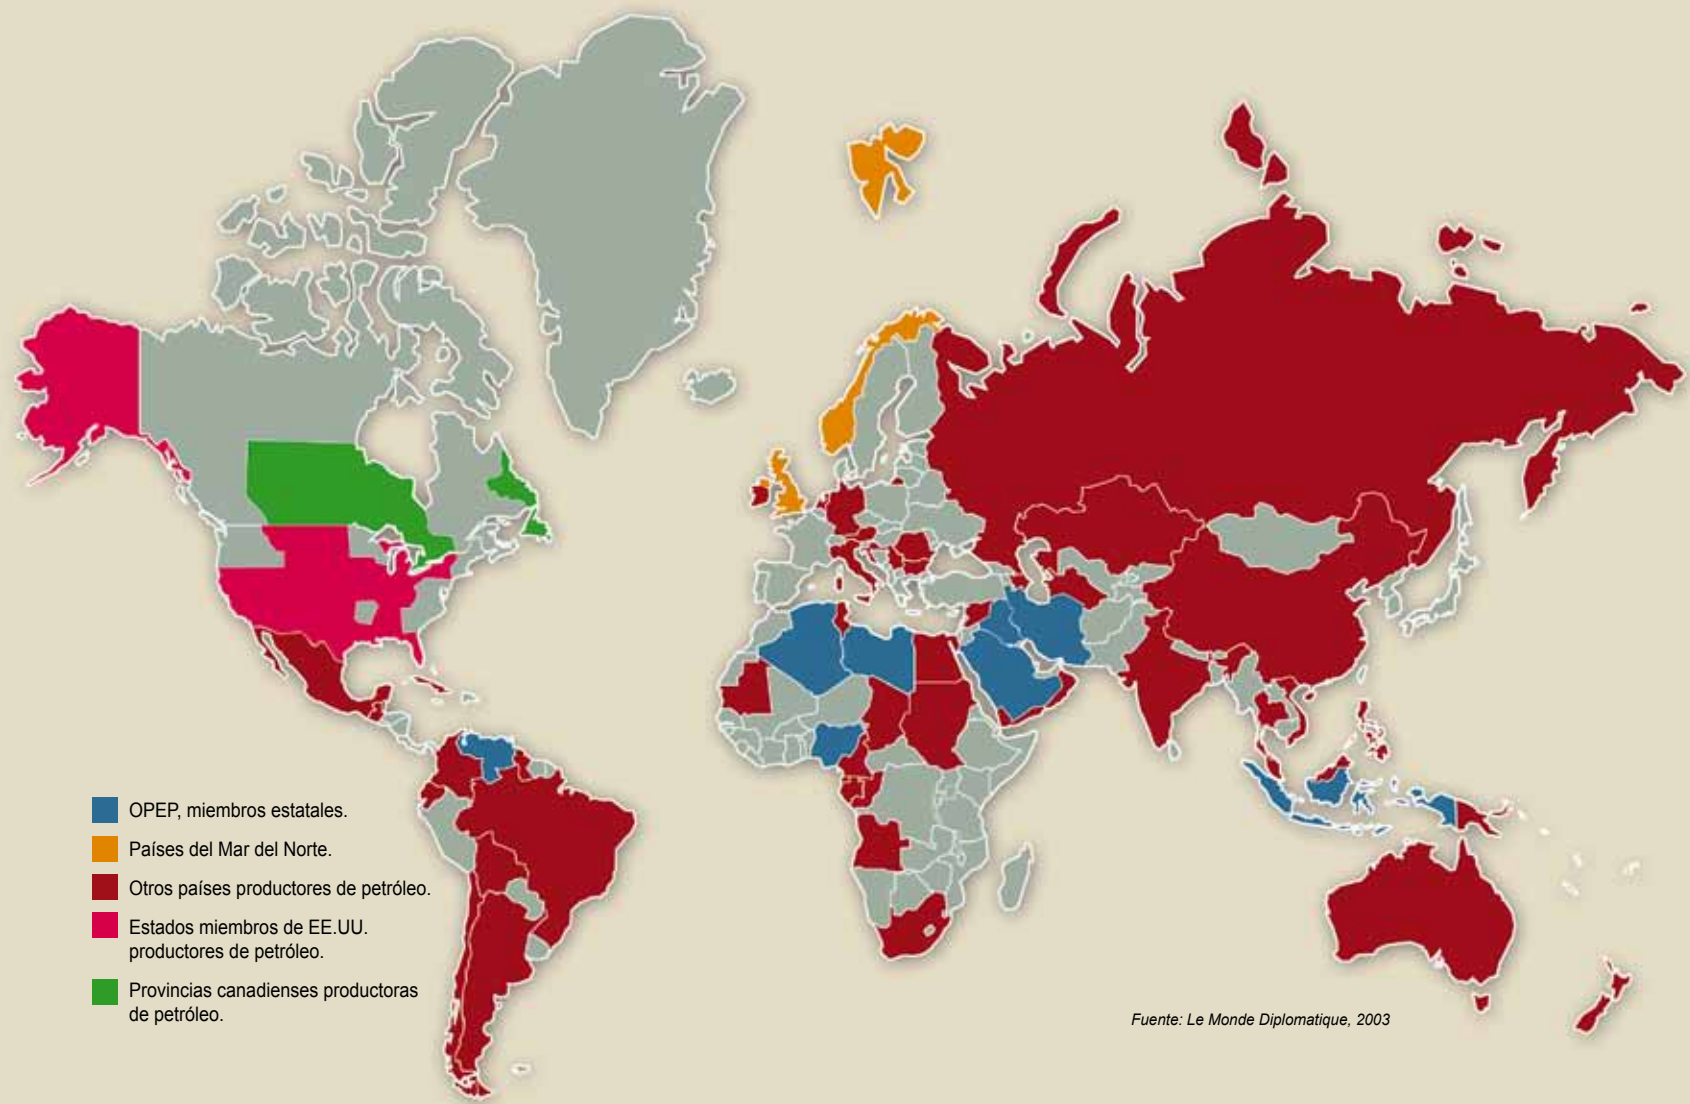 OPEP, miembros estatales.
Países del Mar del Norte.
Otros países productores de petróleo.
Estados miembros de EE.UU.
productores de petróleo.
Provincias canadienses productoras
de petróleo.
Fuente: Le Monde Diplomatique, 2003